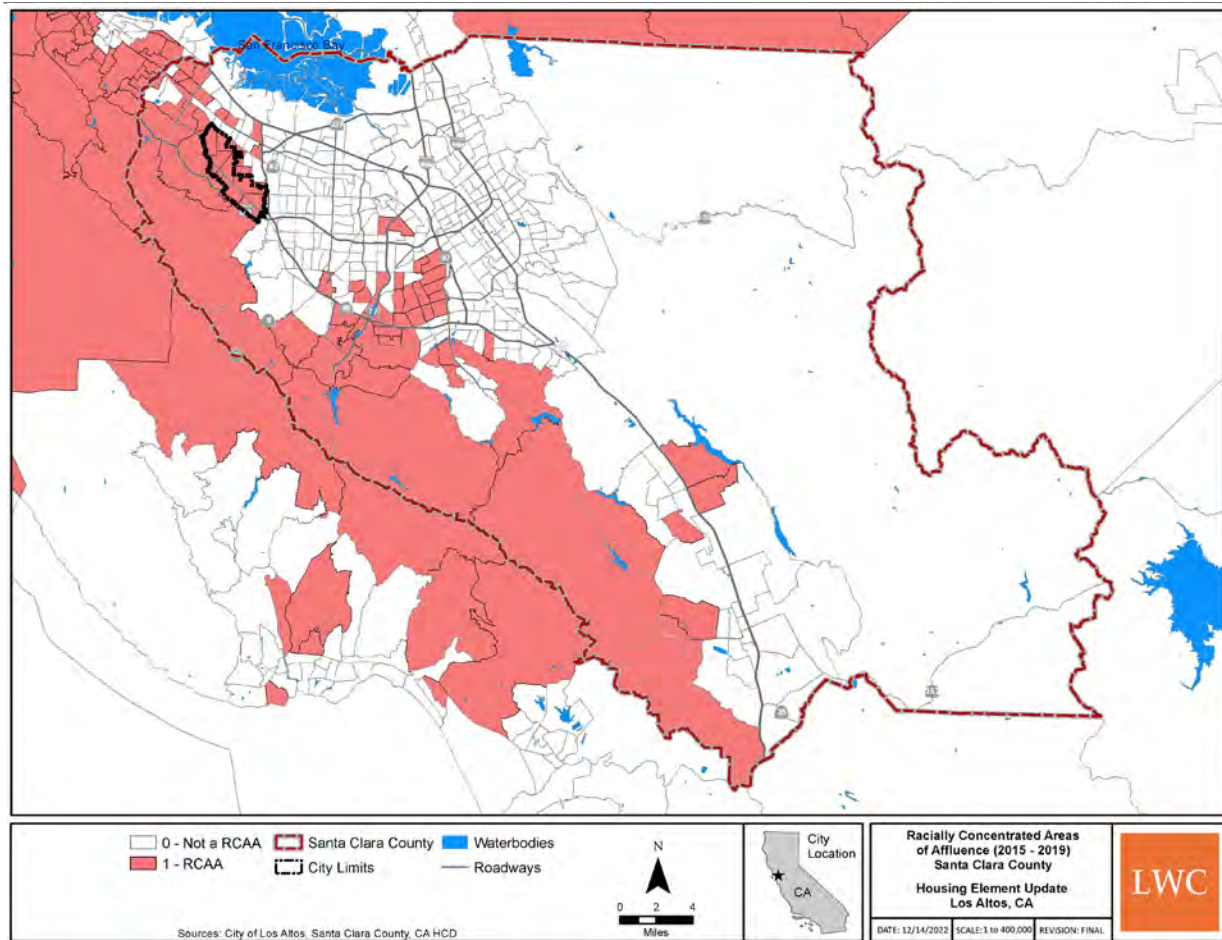 San Francisco Bay
0 - Not a RCAA
1 - RCAA
Santa Clara County
City Limits
Waterbodies
Roadways
N
0 2 4
Miles
Sources: City of Los Altos, Santa Clara County, CA HCD
City
Location
CA
Racially Concentrated Areas
of Affluence (2015 - 2019)
Santa Clara County
Housing Element Update
Los Altos, CA
DATE: 12/14/2022
SCALE: 1 to 400,000
REVISION: FINAL
LWC